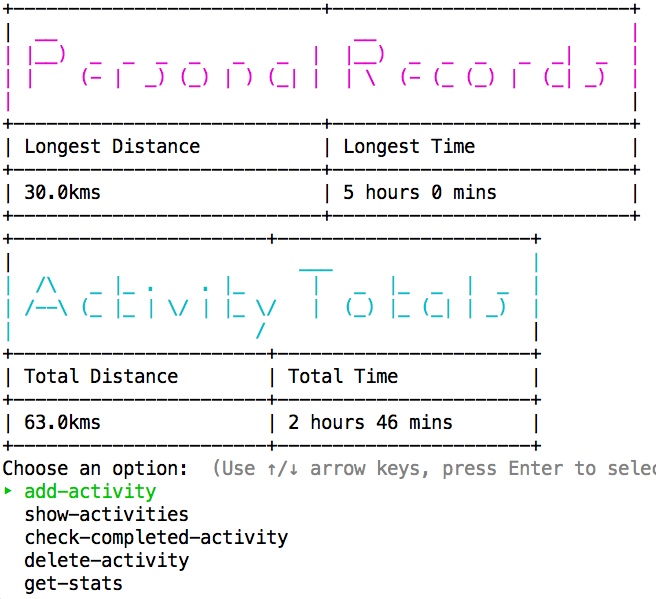 Personal Records
Longest Distance | Longest Time
30.0kms | 5 hours 0 mins
Activity Totals
Total Distance | Total Time
63.0kms | 2 hours 46 mins
Choose an option: (Use ↑/↓ arrow keys, press Enter to selec
▸ add-activity
show-activities
check-completed-activity
delete-activity
get-stats